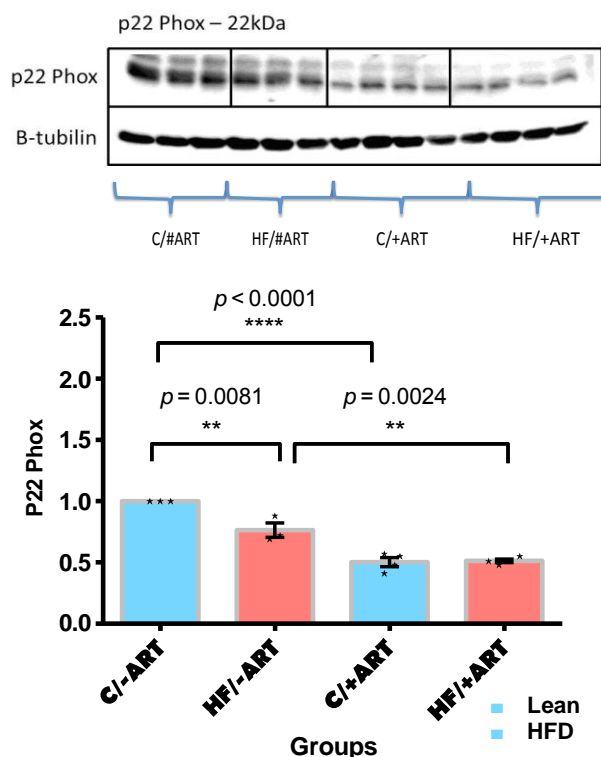 p22 Phox – 22kDa
p22 Phox
B-tubilin
C/#ART HF/#ART C/+ART HF/+ART
p < 0.0001
****
p = 0.0081 p = 0.0024
** **
P22 Phox
2.5
2.0
1.5
1.0
0.5
0.0
C/-ART HF/-ART C/+ART HF/+ART
Lean
HFD
Groups